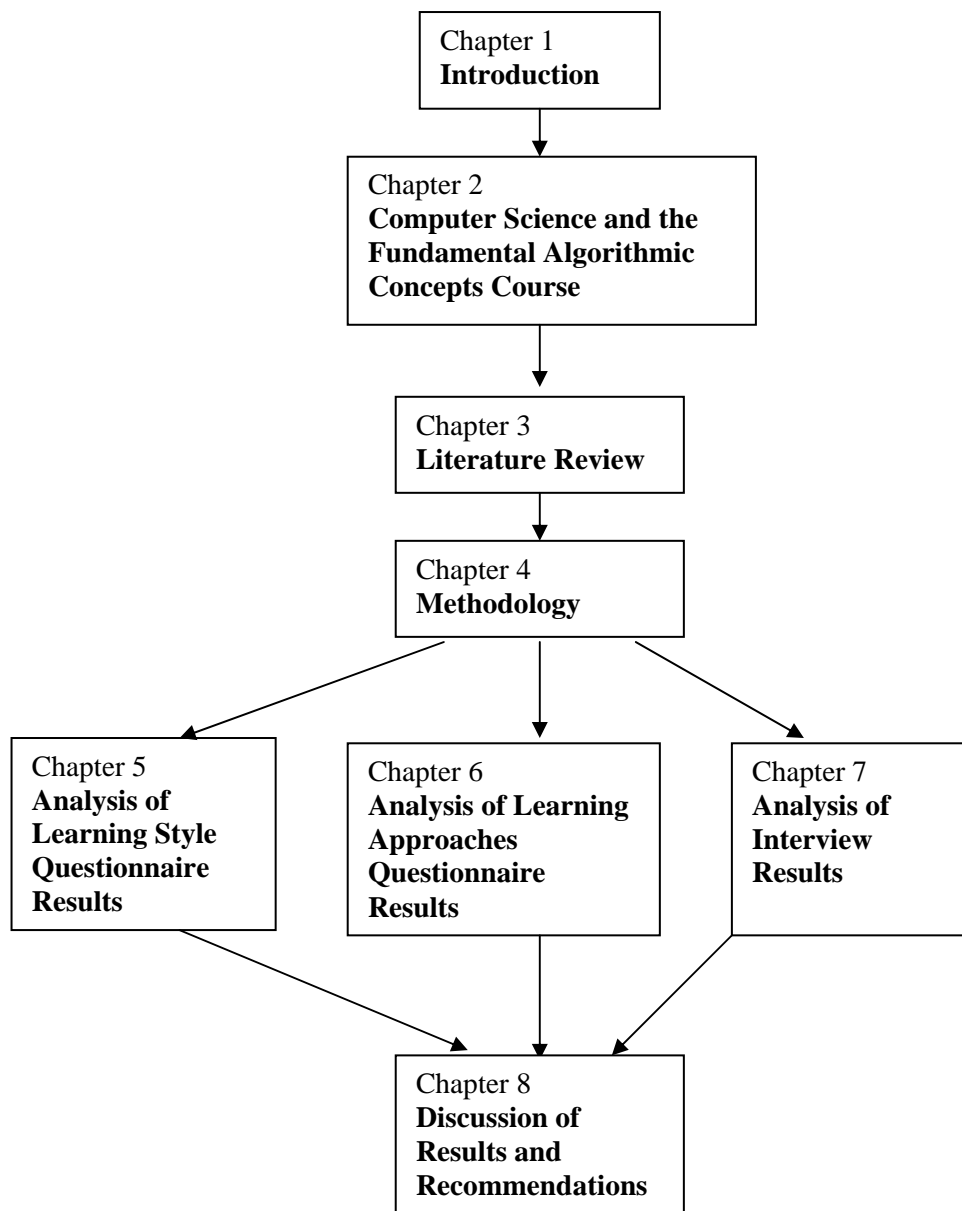 Chapter 1
Introduction
Chapter 2
Computer Science and the
Fundamental Algorithmic
Concepts Course
Chapter 3
Literature Review
Chapter 4
Methodology
Chapter 5
Analysis of
Learning Style
Questionnaire
Results
Chapter 6
Analysis of Learning
Approaches
Questionnaire
Results
Chapter 7
Analysis of
Interview
Results
Chapter 8
Discussion of
Results and
Recommendations